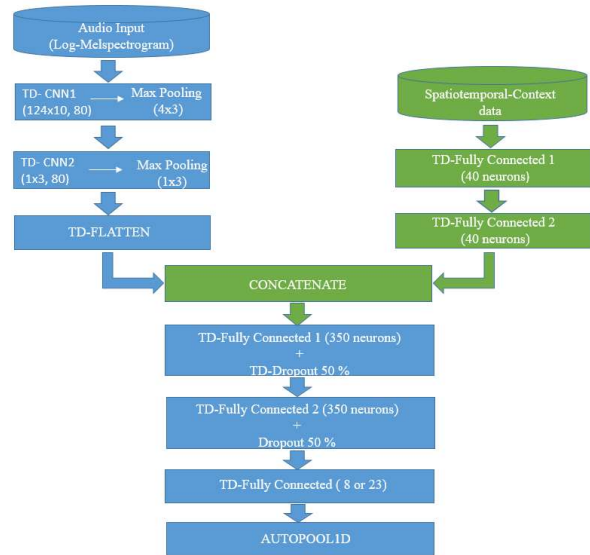 Audio Input
(Log-Melspectrogram)
TD- CNN1
(124x10, 80)
Max Pooling
(4x3)
TD- CNN2
(1x3, 80)
Max Pooling
(1x3)
TD-FLATTEN
Spatiotemporal-Context
data
TD-Fully Connected 1
(40 neurons)
TD-Fully Connected 2
(40 neurons)
CONCATENATE
TD-Fully Connected 1 (350 neurons)
+
TD-Dropout 50 %
TD-Fully Connected 2 (350 neurons)
+
Dropout 50 %
TD-Fully Connected ( 8 or 23)
AUTOPOOL1D